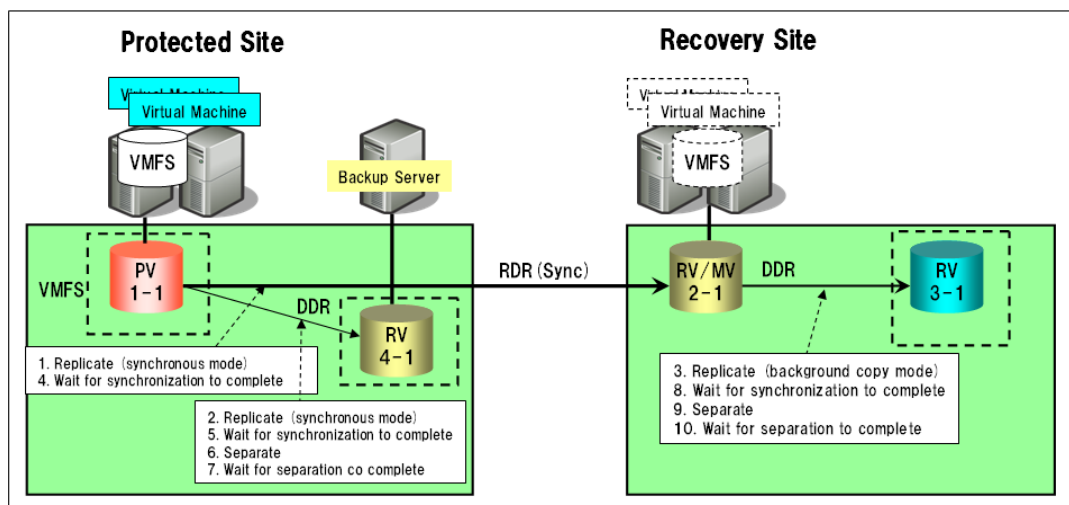 Protected Site
Recovery Site
Virtual Machine
Virtual Machine
VMFS
Backup Server
Virtual Machine
Virtual
VMFS
VMFS
PV
1-1
RDR (Sync)
RV/MV
2-1
DDR
RV
3-1
DDR
RV
4-1
1. Replicate (synchronous mode)
4. Wait for synchronization to complete
2. Replicate (synchronous mode)
5. Wait for synchronization to complete
6. Separate
7. Wait for separation co complete
3. Replicate (background copy mode)
8. Wait for synchronization to complete
9. Separate
10. Wait for separation to complete